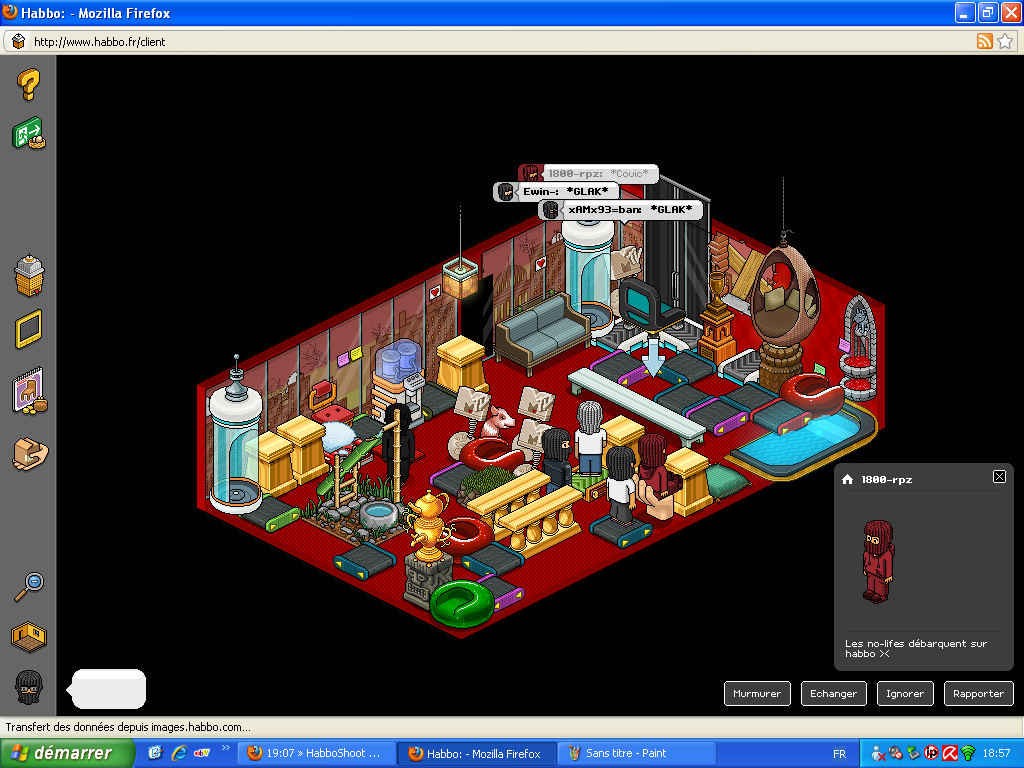 Habbo: - Mozilla Firefox
http://www.habbo.fr/client
1800-rpz: *Couic*
Ewin-: *GLAK*
xAMx93=ban: *GLAK*
1800-rpz
Les no-lifes débarquent sur
habbo ><
Murmurer
Echanger
Ignorer
Rapporter
Transfert des données depuis images.habbo.com...
démarrer
19:07 » HabboShoot ...
Habbo: - Mozilla Firefox
Sans titre - Paint
FR
18:57